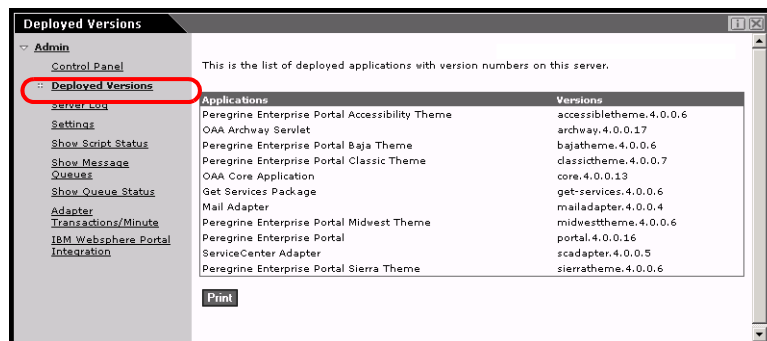 Deployed Versions
Admin
Control Panel
Deployed Versions
Server Log
Settings
Show Script Status
Show Message
Queues
Show Queue Status
Adapter
Transactions/Minute
IBM Websphere Portal
Integration
This is the list of deployed applications with version numbers on this server.
Applications Versions
Peregrine Enterprise Portal Accessibility Theme accessibletheme.4.0.0.6
OAA Archway Servlet archway.4.0.0.17
Peregrine Enterprise Portal Baja Theme bajatheme.4.0.0.6
Peregrine Enterprise Portal Classic Theme classictheme.4.0.0.7
OAA Core Application core.4.0.0.13
Get Services Package get-services.4.0.0.6
Mail Adapter mailadapter.4.0.0.4
Peregrine Enterprise Portal Midwest Theme midwesttheme.4.0.0.6
Peregrine Enterprise Portal portal.4.0.0.16
ServiceCenter Adapter scadapter.4.0.0.5
Peregrine Enterprise Portal Sierra Theme sierratheme.4.0.0.6
Print